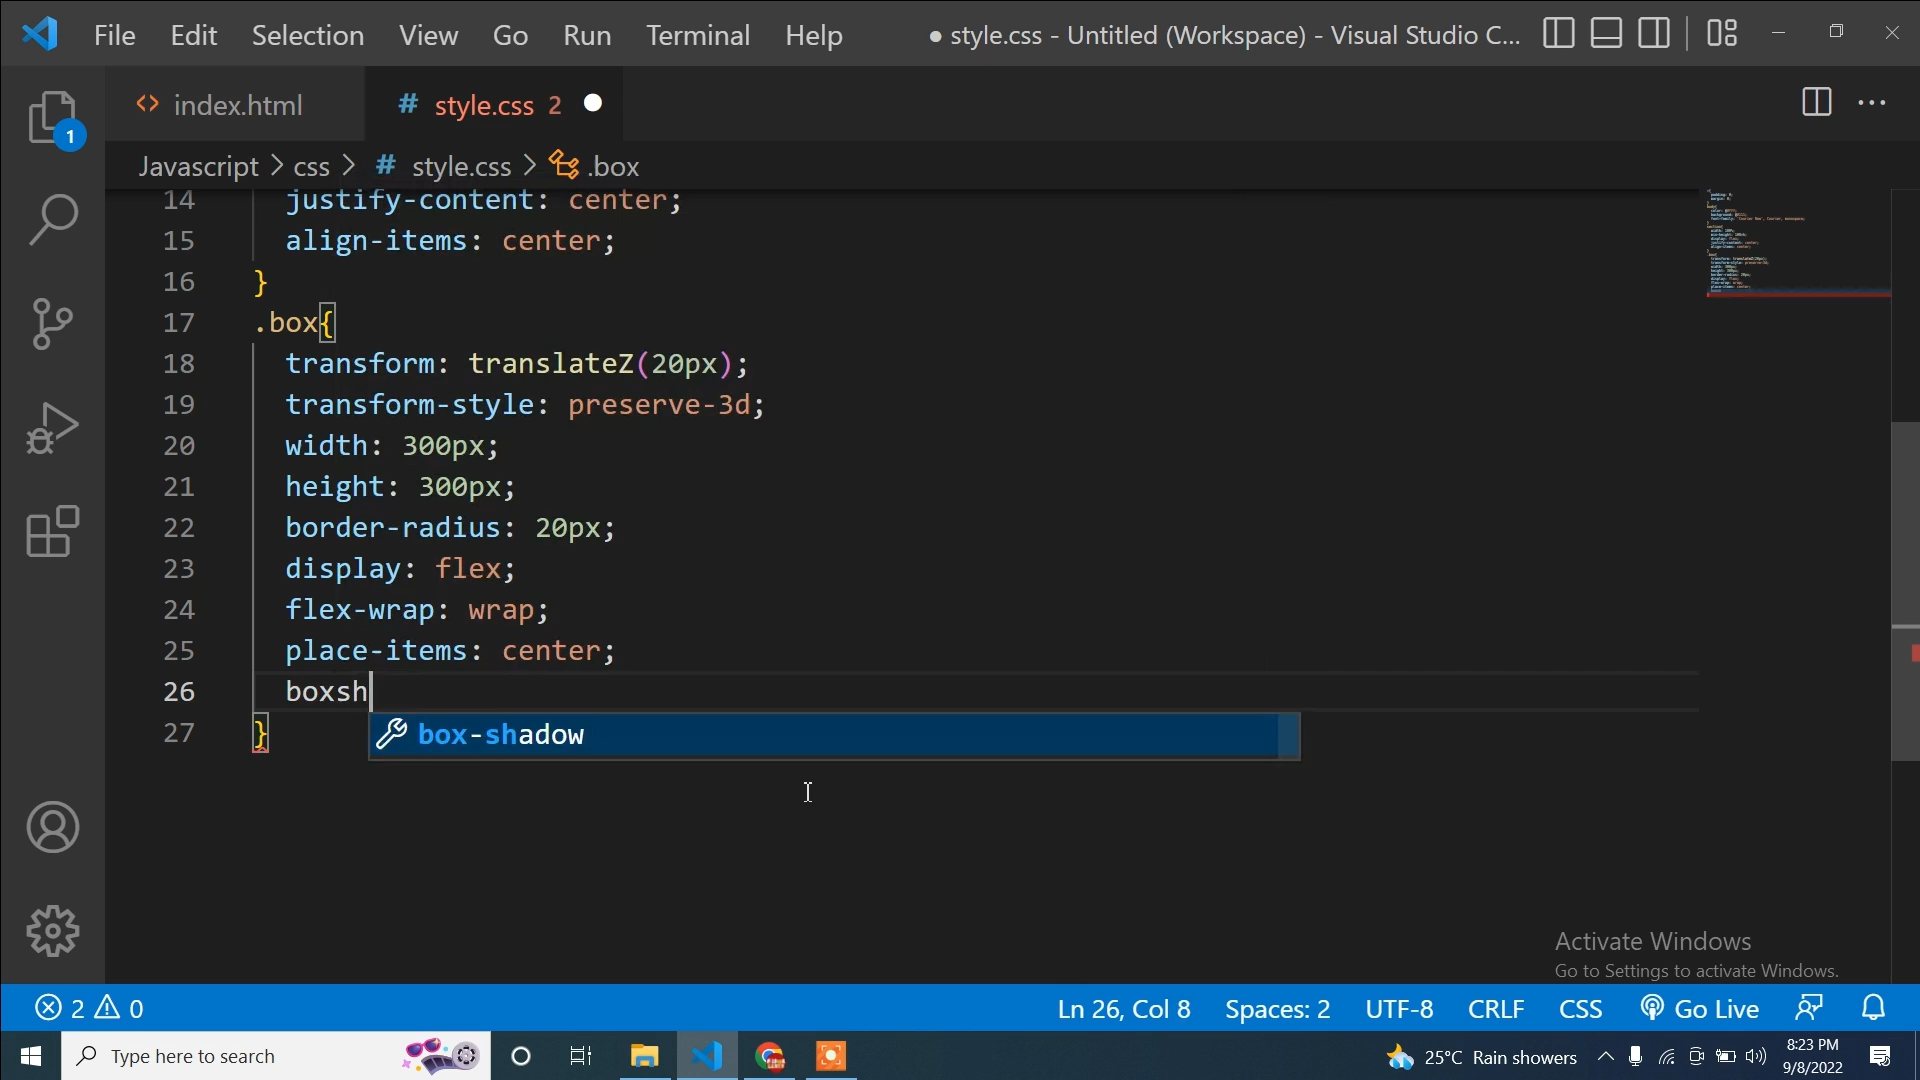 File Edit Selection View Go Run Terminal Help ● style.css - Untitled (Workspace) - Visual Studio C...
<> index.html # style.css 2
1
Javascript > css > # style.css > .box
14 justify-content: center;
15 align-items: center;
16 }
17 .box{
18 transform: translateZ(20px);
19 transform-style: preserve-3d;
20 width: 300px;
21 height: 300px;
22 border-radius: 20px;
23 display: flex;
24 flex-wrap: wrap;
25 place-items: center;
26 boxsh
27 }
box-shadow
Activate Windows
Go to Settings to activate Windows.
2 0 Ln 26, Col 8 Spaces: 2 UTF-8 CRLF CSS Go Live
Type here to search 25°C Rain showers 8:23 PM
9/8/2022